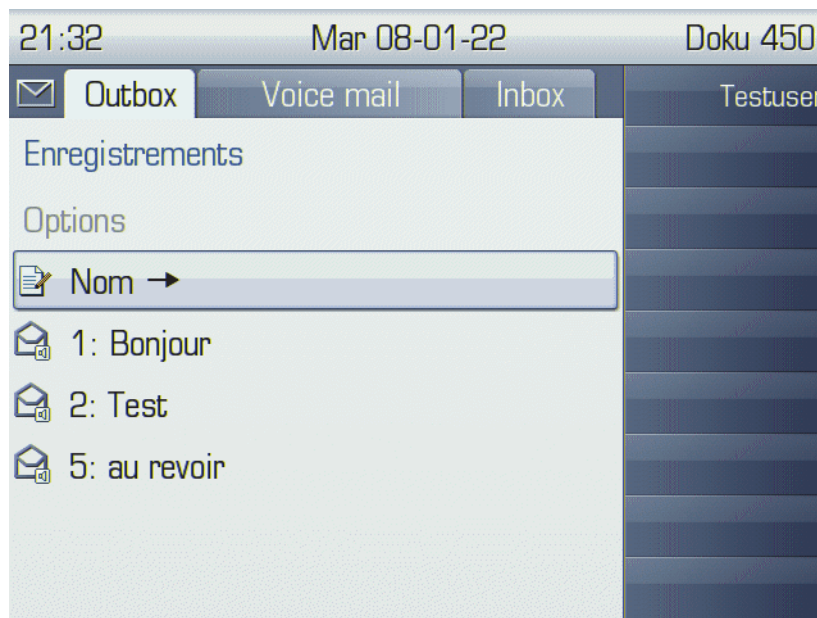 21:32 Mar 08-01-22 Doku 450
Outbox Voice mail Inbox Testuser
Enregistrements
Options
Nom →
1: Bonjour
2: Test
5: au revoir